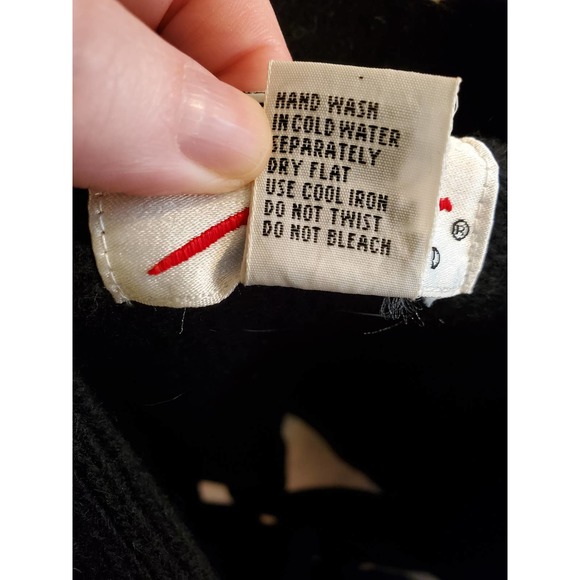 HAND WASH
IN COLD WATER
SEPARATELY
DRY FLAT
USE COOL IRON
DO NOT TWIST
DO NOT BLEACH
®